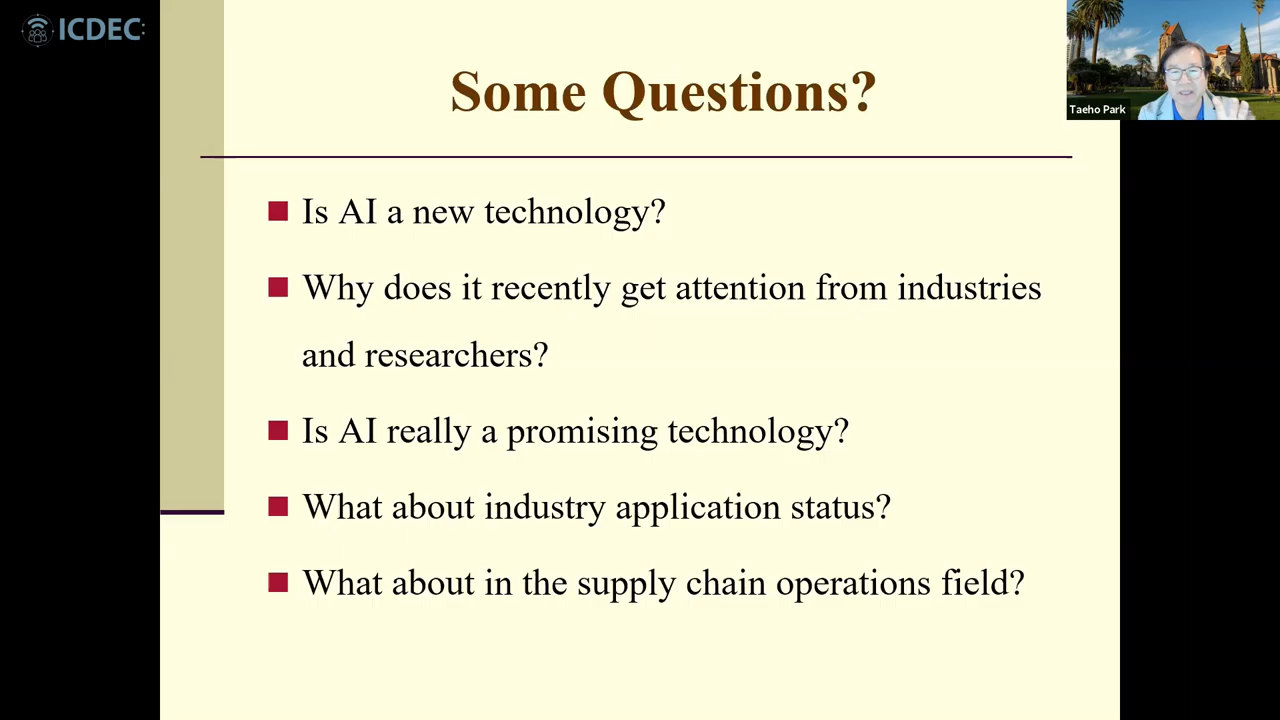 ICDEC:
Some Questions?
Taeho Park
Is AI a new technology?
Why does it recently get attention from industries
and researchers?
Is AI really a promising technology?
What about industry application status?
What about in the supply chain operations field?